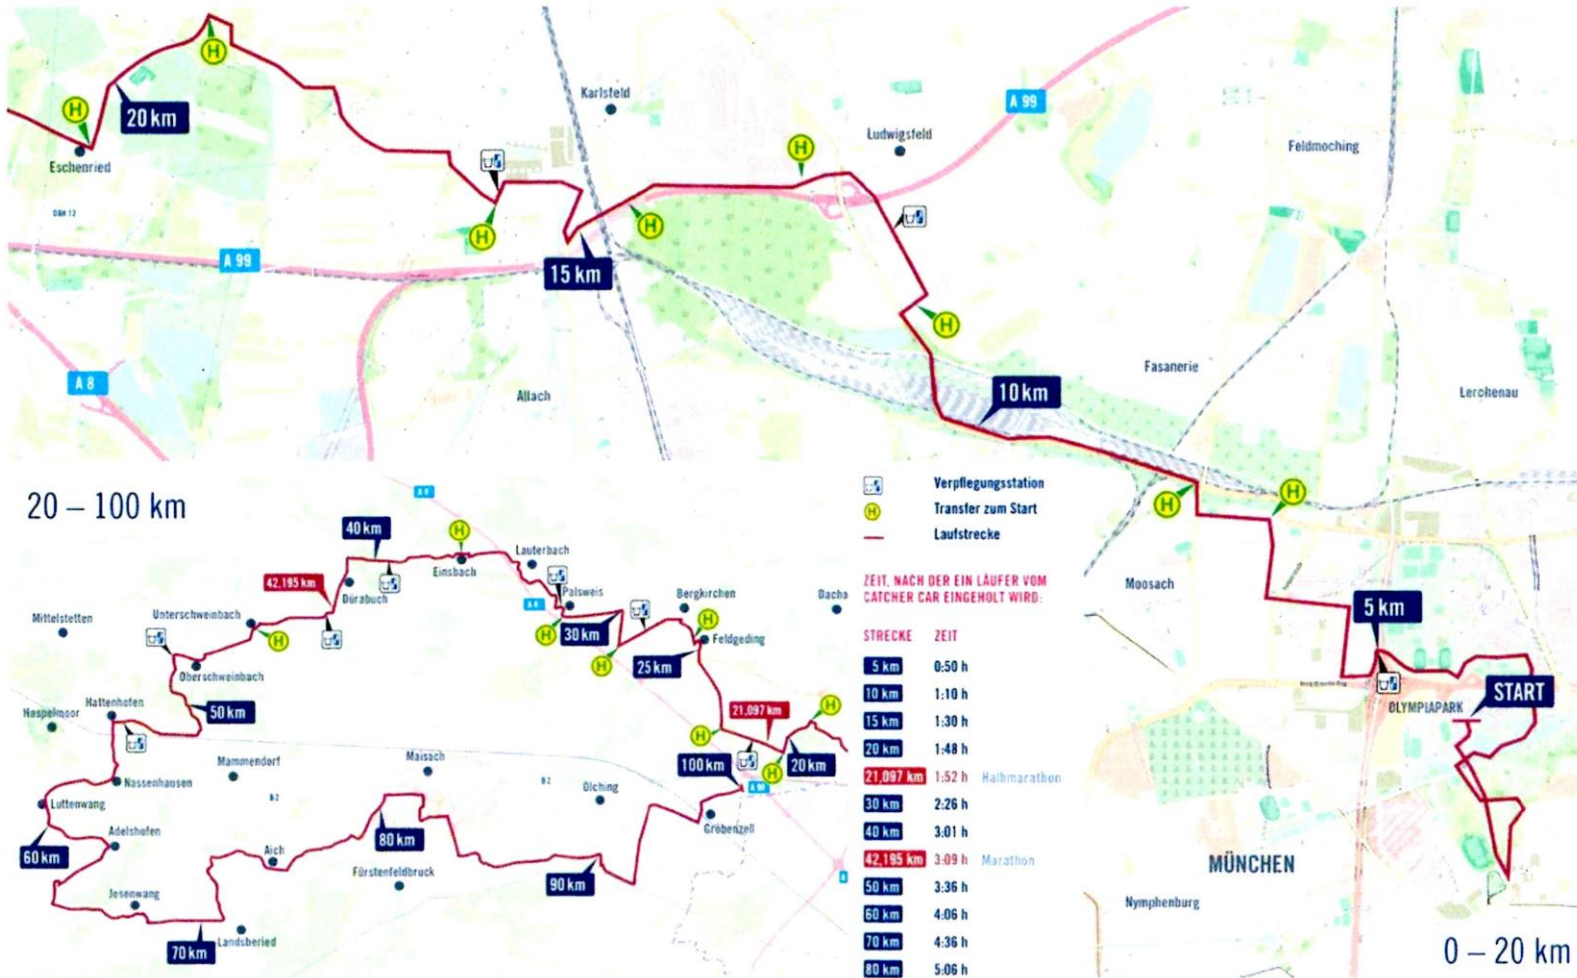 20 km
Eschenried
DAH 12
A 99
A 8
Karlsfeld
15 km
Allach
Ludwigsfeld
A 99
Feldmoching
10 km
Fasanerie
Lerchenau
Moosach
5 km
START
OLYMPIAPARK
MÜNCHEN
Nymphenburg
0 – 20 km
20 – 100 km
Verpflegungsstation
H Transfer zum Start
Laufstrecke
ZEIT, NACH DER EIN LÄUFER VOM
CATCHER CAR EINGEHOLT WIRD:
STRECKE ZEIT
5 km 0:50 h
10 km 1:10 h
15 km 1:30 h
20 km 1:48 h
21,097 km 1:52 h Halbmarathon
30 km 2:26 h
40 km 3:01 h
42,195 km 3:09 h Marathon
50 km 3:36 h
60 km 4:06 h
70 km 4:36 h
80 km 5:06 h
40 km
Einsbach
Lauterbach
42,195 km
Dürabuch
Palsweis
Bergkirchen
Dacha
Mittelstetten
Unterschweinbach
30 km
Feldgeding
25 km
Oberschweinbach
Hattenhofen
50 km
Haspelmoor
21,097 km
Mammendorf
Maisach
100 km
20 km
Nassenhausen
B 2
B 2
Olching
Luttenwang
Gröbenzell
Adelshofen
60 km
Aich
80 km
Fürstenfeldbruck
90 km
Jesenwang
70 km
Landsberied